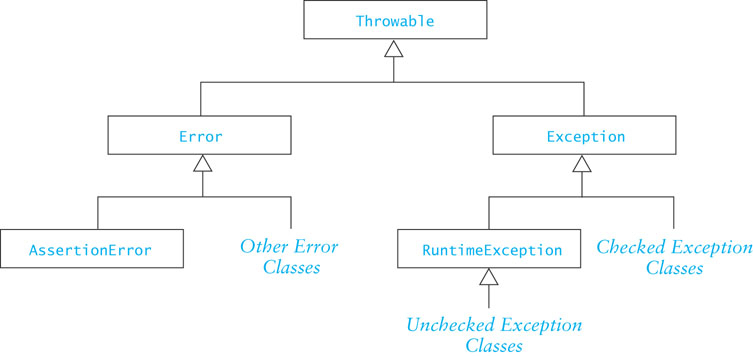 Throwable
Error
Exception
AssertionError
Other Error
Classes
RuntimeException
Checked Exception
Classes
Unchecked Exception
Classes